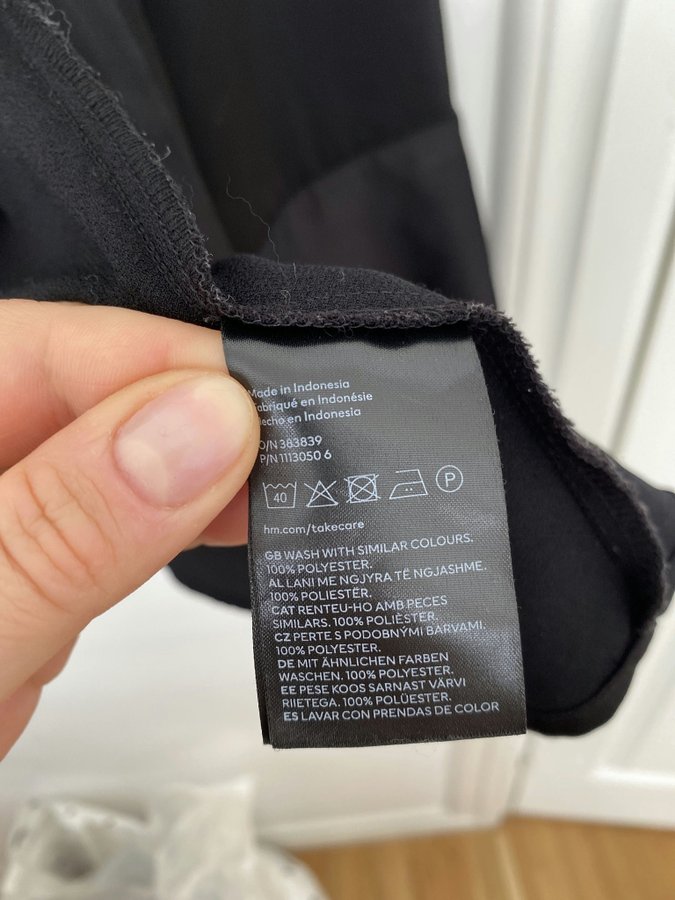 Made in Indonesia
Fabriqué en Indonésie
Hecho en Indonesia
O/N 383839
P/N 1113050 6
40 P
hm.com/takecare
GB WASH WITH SIMILAR COLOURS.
100% POLYESTER.
AL LANI ME NGJYRA TË NGJASHME.
100% POLIESTËR.
CAT RENTEU-HO AMB PECES
SIMILARS. 100% POLIÈSTER.
CZ PERTE S PODOBNÝMI BARVAMI.
100% POLYESTER.
DE MIT ÄHNLICHEN FARBEN
WASCHEN. 100% POLYESTER.
EE PESE KOOS SARNAST VÄRVI
RIIETEGA. 100% POLÜESTER.
ES LAVAR CON PRENDAS DE COLOR